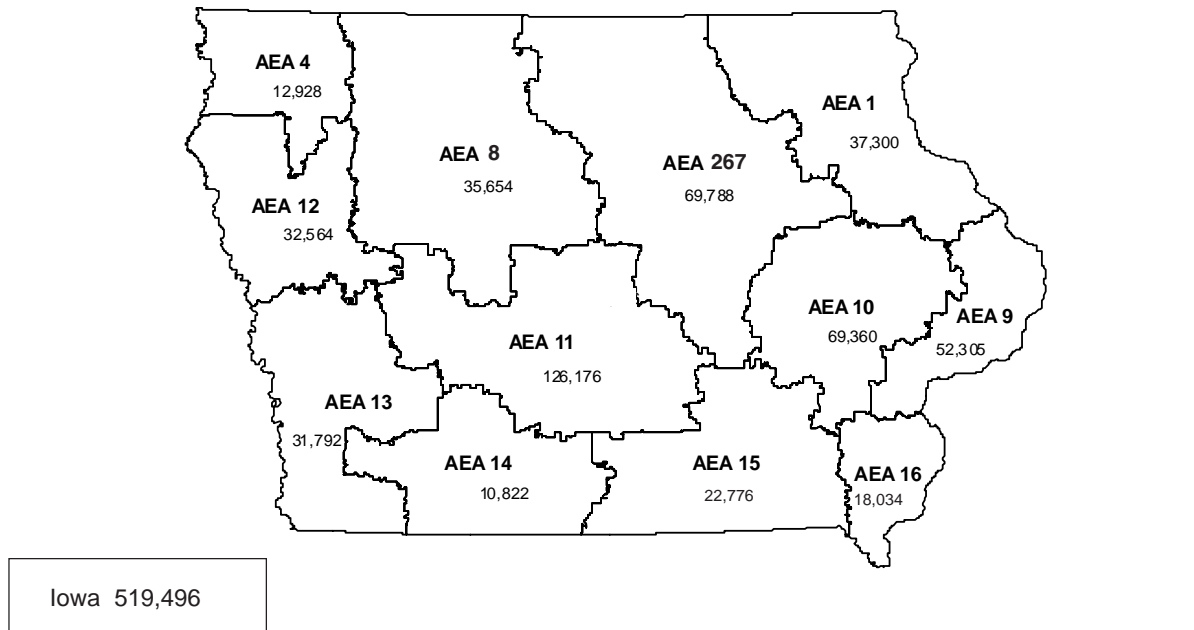 AEA 4
12,928
AEA 1
37,300
AEA 8
35,654
AEA 267
69,788
AEA 12
32,564
AEA 10
69,360
AEA 9
52,305
AEA 11
126,176
AEA 13
31,792
AEA 14
10,822
AEA 15
22,776
AEA 16
18,034
Iowa 519,496